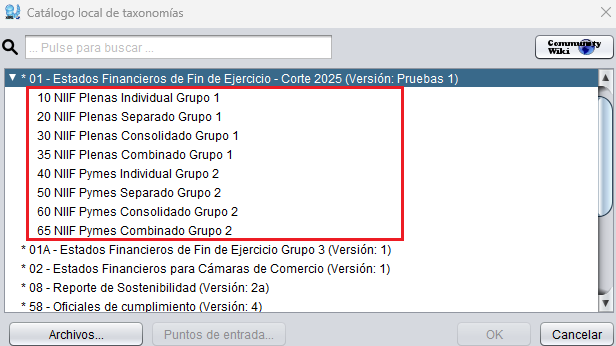 Catálogo local de taxonomías
... Pulse para buscar ...
Community
Wiki
* 01 - Estados Financieros de Fin de Ejercicio - Corte 2025 (Versión: Pruebas 1)
10 NIIF Plenas Individual Grupo 1
20 NIIF Plenas Separado Grupo 1
30 NIIF Plenas Consolidado Grupo 1
35 NIIF Plenas Combinado Grupo 1
40 NIIF Pymes Individual Grupo 2
50 NIIF Pymes Separado Grupo 2
60 NIIF Pymes Consolidado Grupo 2
65 NIIF Pymes Combinado Grupo 2
* 01A - Estados Financieros de Fin de Ejercicio Grupo 3 (Versión: 1)
* 02 - Estados Financieros para Cámaras de Comercio (Versión: 1)
* 08 - Reporte de Sostenibilidad (Versión: 2a)
* 58 - Oficiales de cumplimiento (Versión: 4)
Archivos... Puntos de entrada... OK Cancelar